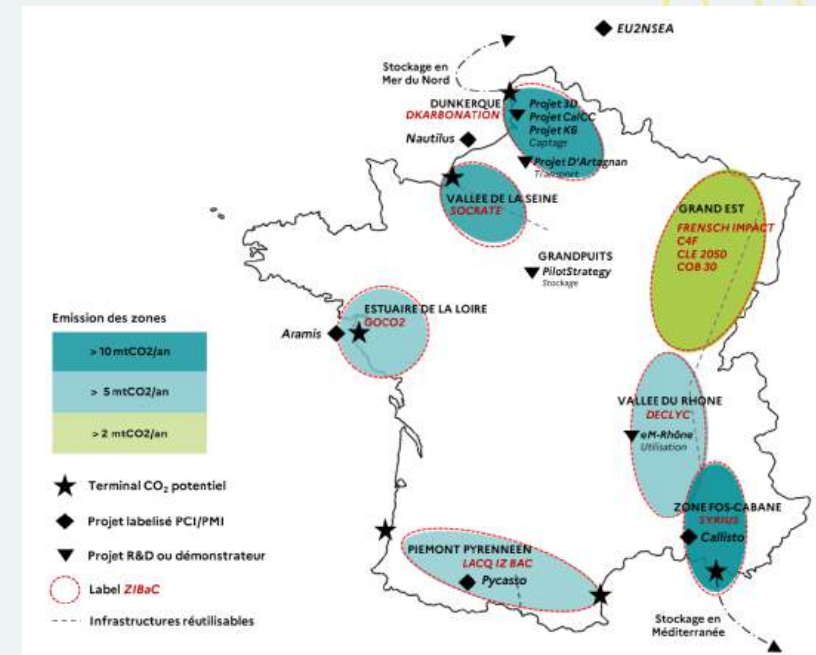 EU2NSEA
Stockage en
Mer du Nord
DUNKERQUE
DKARBONATION
Projet 3D
Projet CalCC
Projet K6
Captage
Nautilus
Projet D'Artagnan
Transport
VALLEE DE LA SEINE
SOCRATE
GRAND EST
FRENSCH IMPACT
C4F
CLE 2050
COB 30
GRANDPUITS
PilotStrategy
Stockage
ESTUAIRE DE LA LOIRE
GOCO2
Aramis
Emission des zones
> 10 mtCO2/an
> 5 mtCO2/an
> 2 mtCO2/an
VALLEE DU RHONE
DECLYC
eM-Rhône
Utilisation
ZONE FOS-CABANE
SYRIUS
Callisto
Terminal CO₂ potentiel
Projet labelisé PCI/PMI
Projet R&D ou démonstrateur
Label ZIBaC
Infrastructures réutilisables
PIEMONT PYRRENEEN
LACQ IZ BAC
Pycasso
Stockage en
Méditerranée